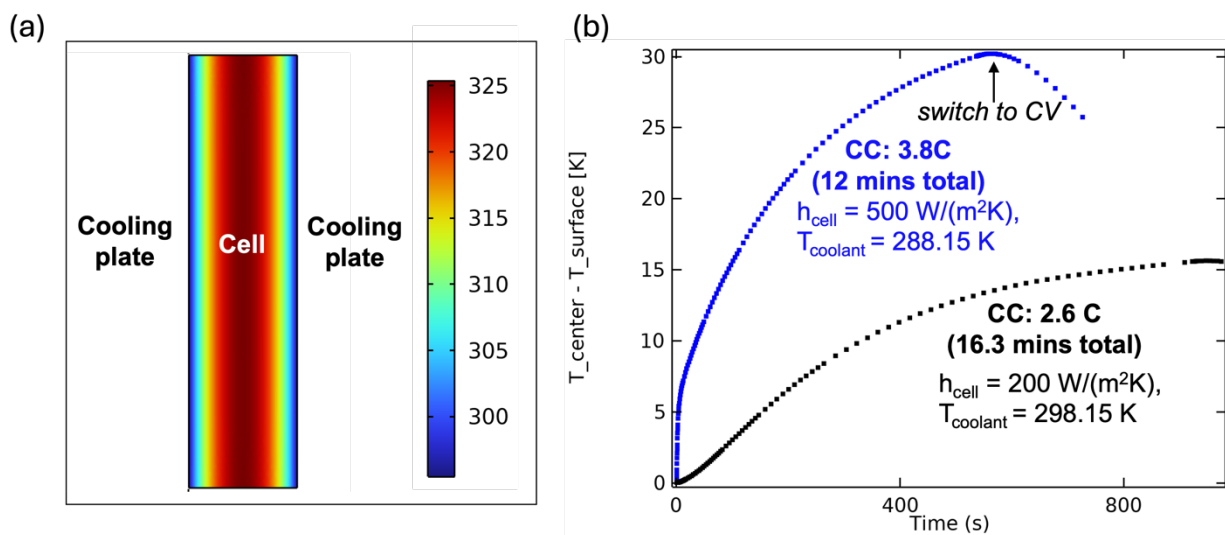 (a)
Cooling
plate
Cell
Cooling
plate
325
320
315
310
305
300
(b)
T_center - T_surface [K]
30
25
20
15
10
5
0
switch to CV
CC: 3.8C
(12 mins total)
h_cell = 500 W/(m²K),
T_coolant = 288.15 K
CC: 2.6 C
(16.3 mins total)
h_cell = 200 W/(m²K),
T_coolant = 298.15 K
0
400
800
Time (s)